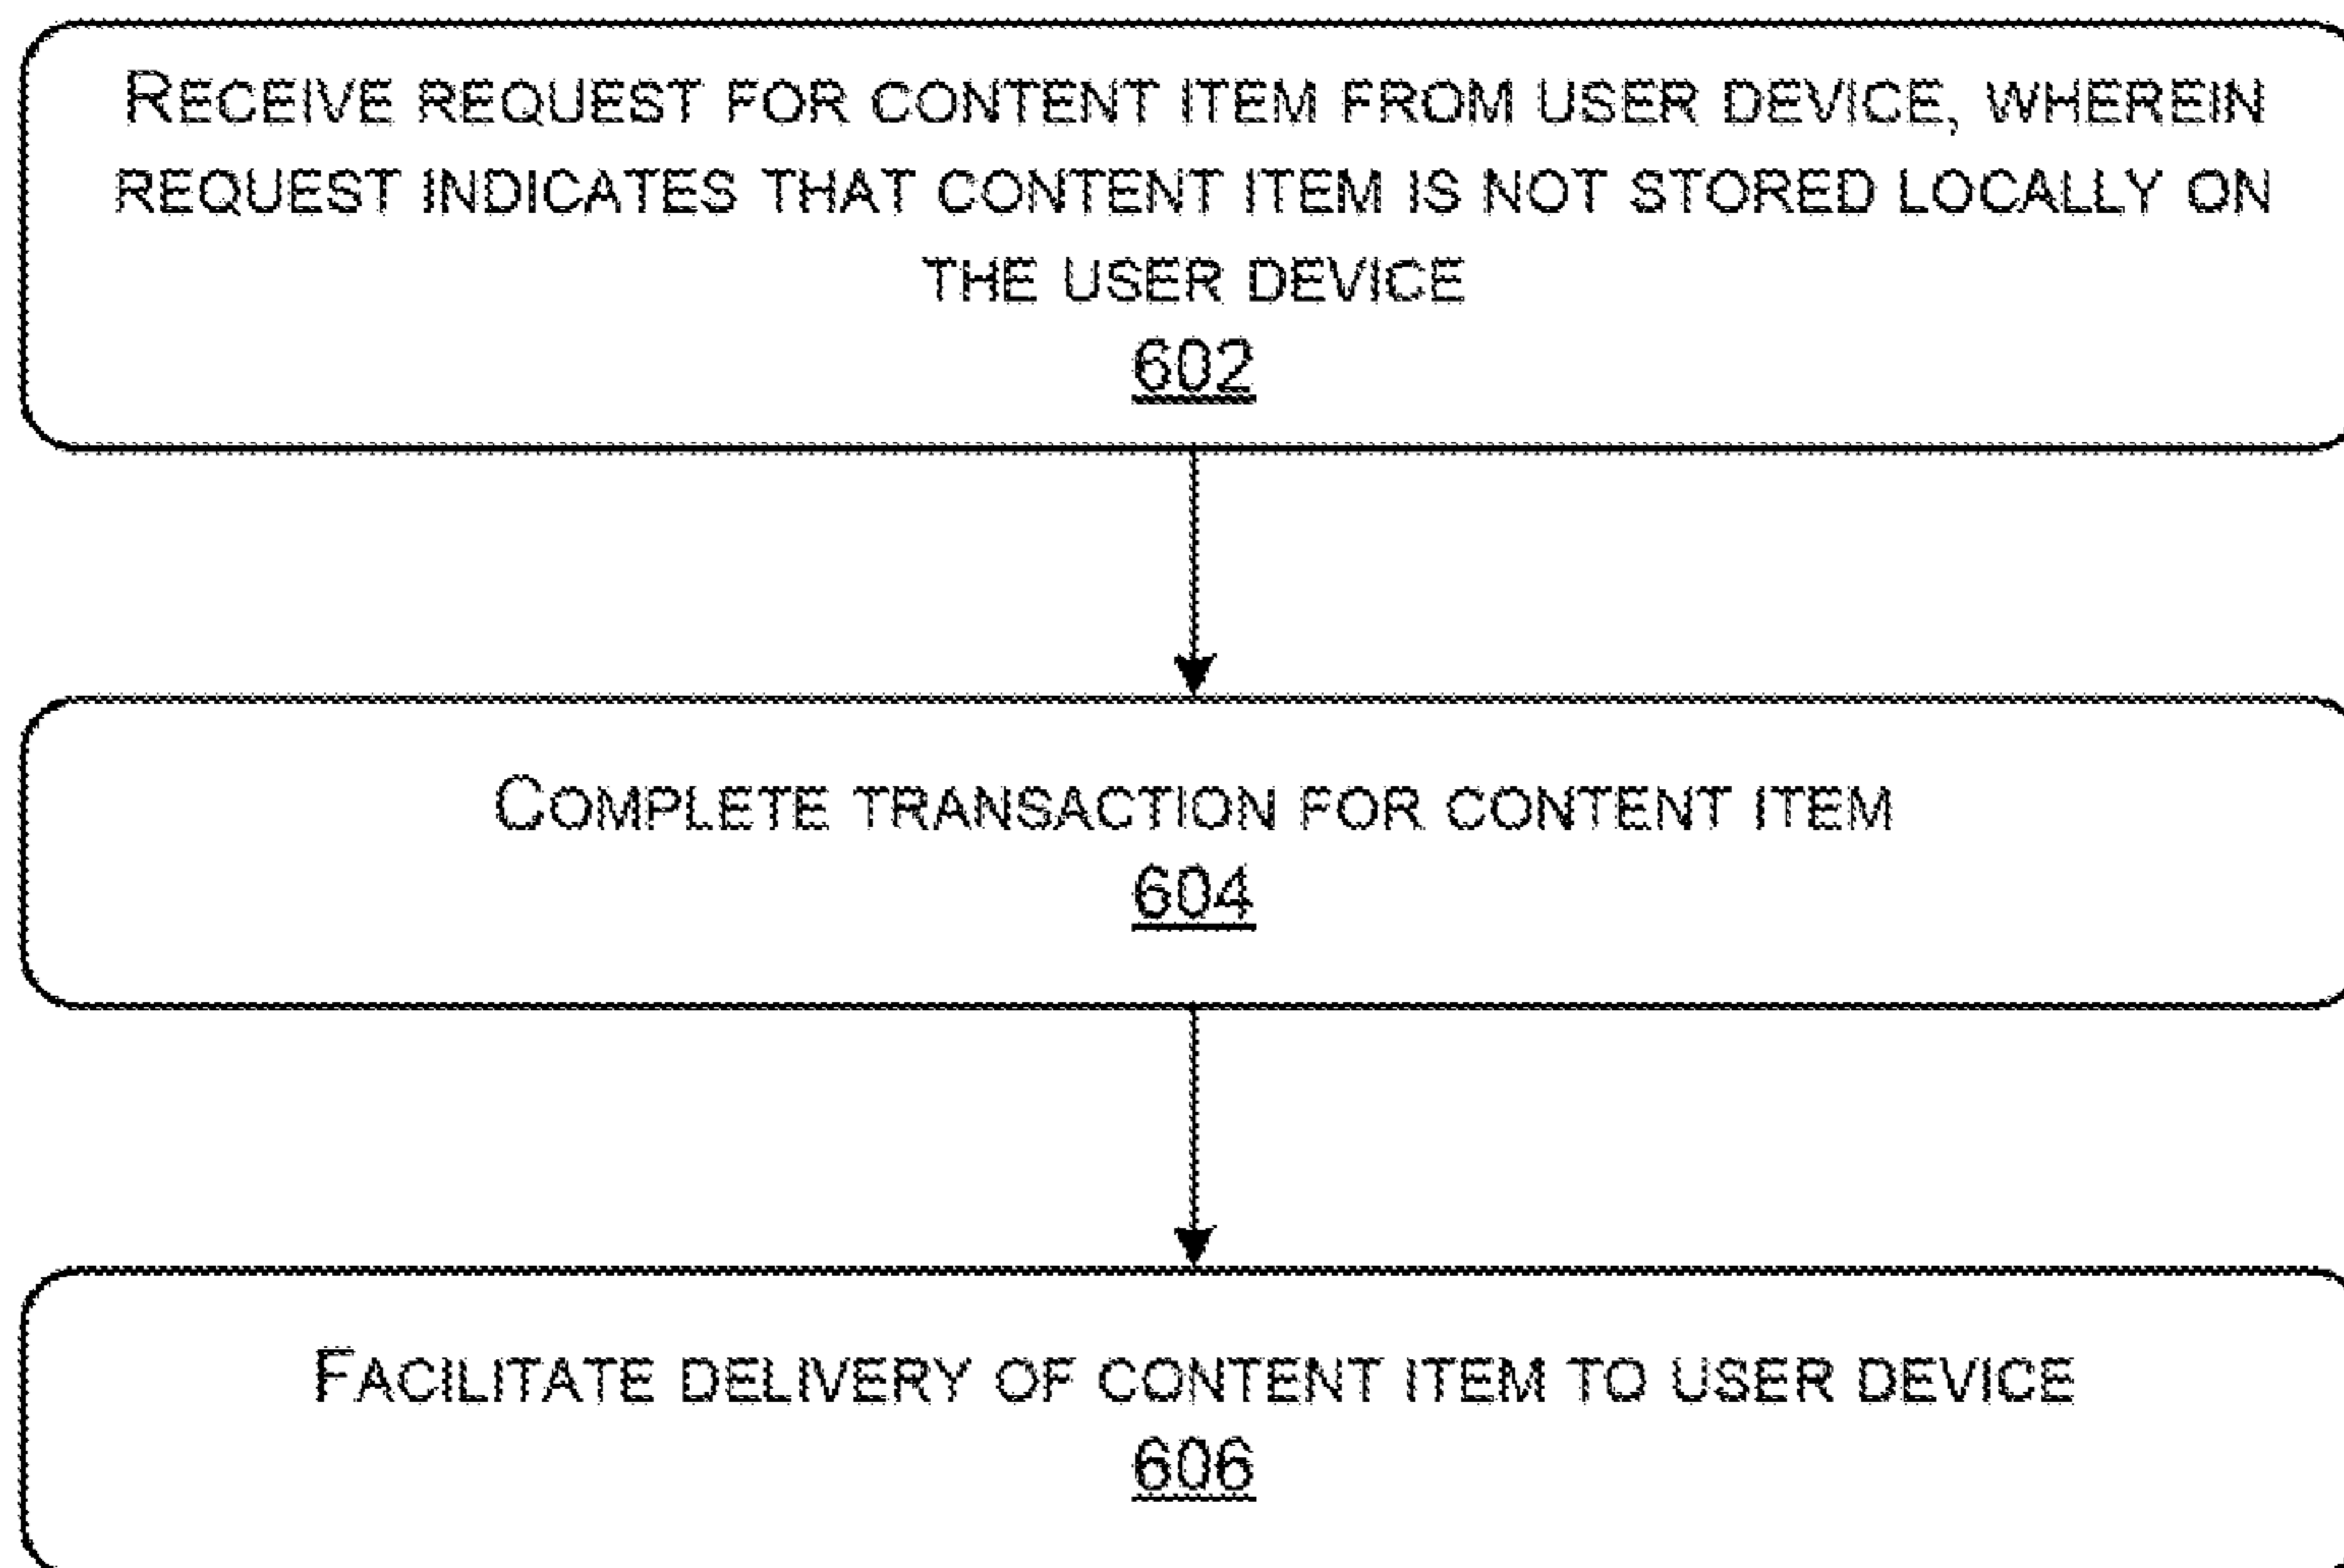 RECEIVE REQUEST FOR CONTENT ITEM FROM USER DEVICE, WHEREIN
REQUEST INDICATES THAT CONTENT ITEM IS NOT STORED LOCALLY ON
THE USER DEVICE
602
COMPLETE TRANSACTION FOR CONTENT ITEM
604
FACILITATE DELIVERY OF CONTENT ITEM TO USER DEVICE
606